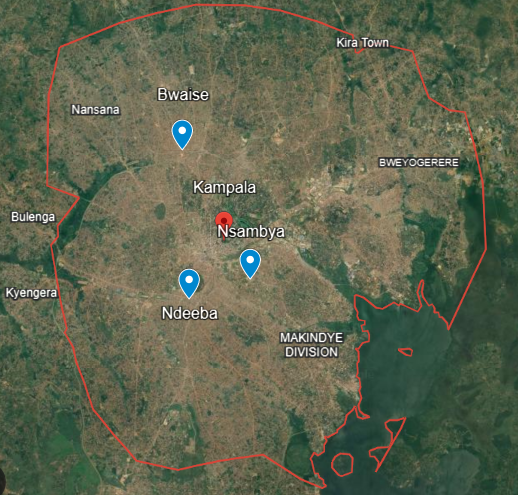 Kira Town
Bwaise
Nansana
BWEYOGERERE
Kampala
Bulenga
Nsambya
Kyengera
Ndeeba
MAKINDYE
DIVISION